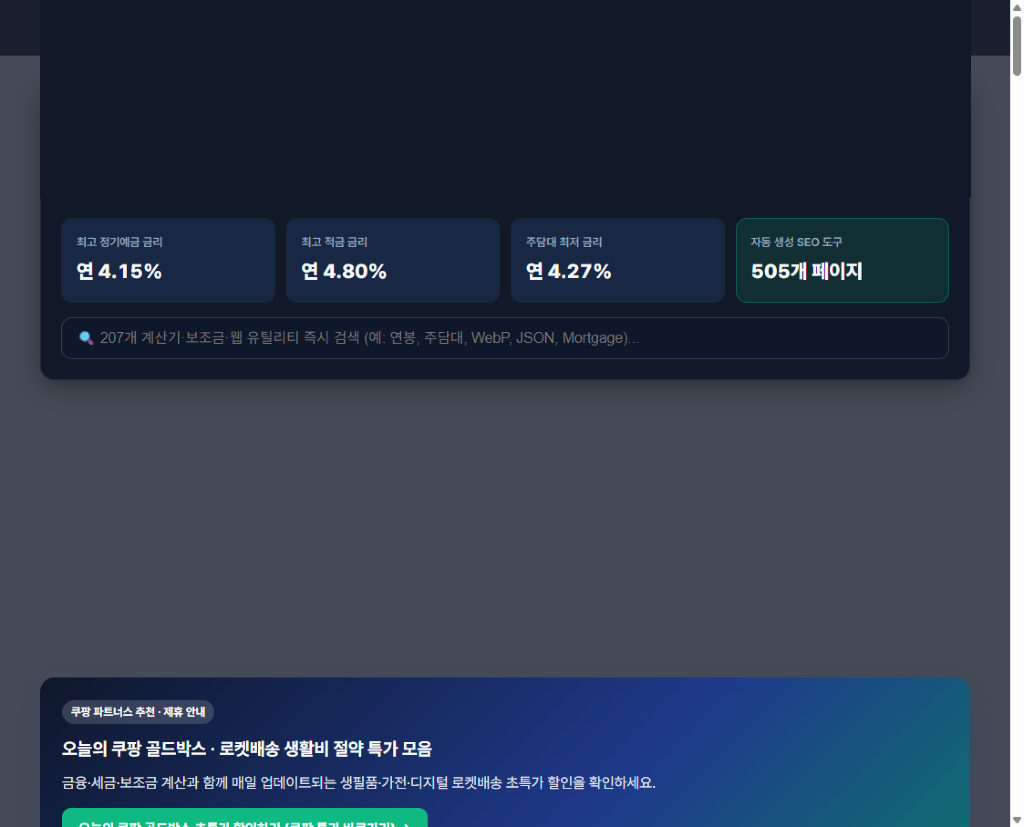 최고 정기예금 금리
연 4.15%
최고 적금 금리
연 4.80%
주담대 최저 금리
연 4.27%
자동 생성 SEO 도구
505개 페이지
🔍 207개 계산기·보조금·웹 유틸리티 즉시 검색 (예: 연봉, 주담대, WebP, JSON, Mortgage)...
쿠팡 파트너스 추천 · 제휴 안내
오늘의 쿠팡 골드박스 · 로켓배송 생활비 절약 특가 모음
금융·세금·보조금 계산과 함께 매일 업데이트되는 생필품·가전·디지털 로켓배송 초특가 할인을 확인하세요.